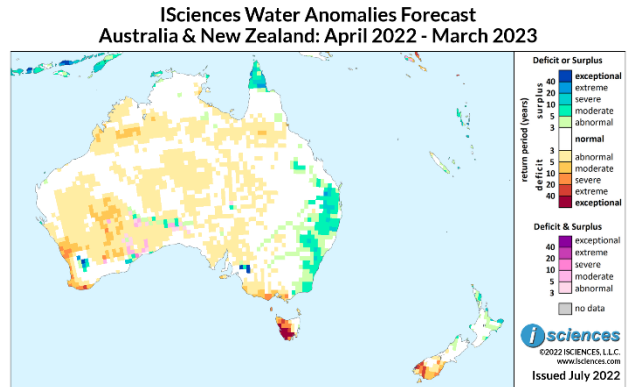 ISciences Water Anomalies Forecast
Australia & New Zealand: April 2022 - March 2023
Deficit or Surplus
exceptional
40
extreme
20
severe
10
moderate
5
abnormal
3
normal
3
abnormal
5
moderate
10
severe
20
extreme
40
exceptional
return period (years)
surplus
deficit
Deficit & Surplus
exceptional
40
extreme
20
severe
10
moderate
5
abnormal
3
no data
isciences
©2022 ISCIENCES, L.L.C.
www.isciences.com
Issued July 2022